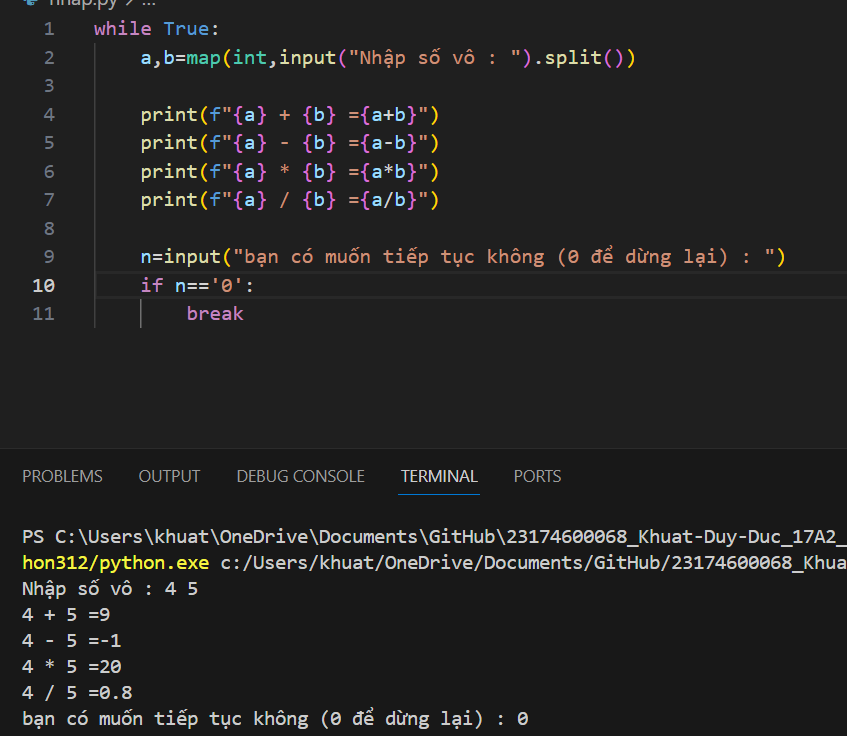 nhap.py > ...
1 while True:
2 a,b=map(int,input("Nhập số vô : ").split())
3
4 print(f"{a} + {b} ={a+b}")
5 print(f"{a} - {b} ={a-b}")
6 print(f"{a} * {b} ={a*b}")
7 print(f"{a} / {b} ={a/b}")
8
9 n=input("bạn có muốn tiếp tục không (0 để dừng lại) : ")
10 if n=='0':
11 break
PROBLEMS OUTPUT DEBUG CONSOLE TERMINAL PORTS
PS C:\Users\khuat\OneDrive\Documents\GitHub\23174600068_Khuat-Duy-Duc_17A2_
hon312/python.exe c:/Users/khuat/OneDrive/Documents/GitHub/23174600068_Khua
Nhập số vô : 4 5
4 + 5 =9
4 - 5 =-1
4 * 5 =20
4 / 5 =0.8
bạn có muốn tiếp tục không (0 để dừng lại) : 0